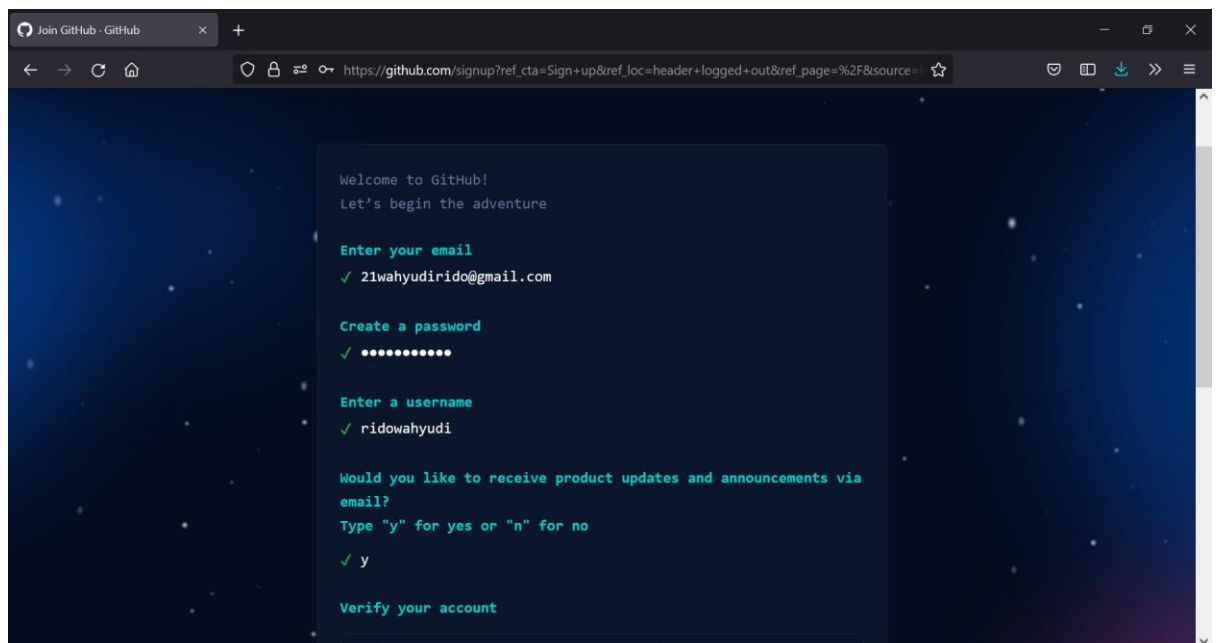 Join GitHub · GitHub
https://github.com/signup?ref_cta=Sign+up&ref_loc=header+logged+out&ref_page=%2F&source=
Welcome to GitHub!
Let’s begin the adventure
Enter your email
✓ 21wahyudirido@gmail.com
Create a password
✓ ●●●●●●●●●●●
Enter a username
✓ ridowahyudi
Would you like to receive product updates and announcements via
email?
Type "y" for yes or "n" for no
✓ y
Verify your account